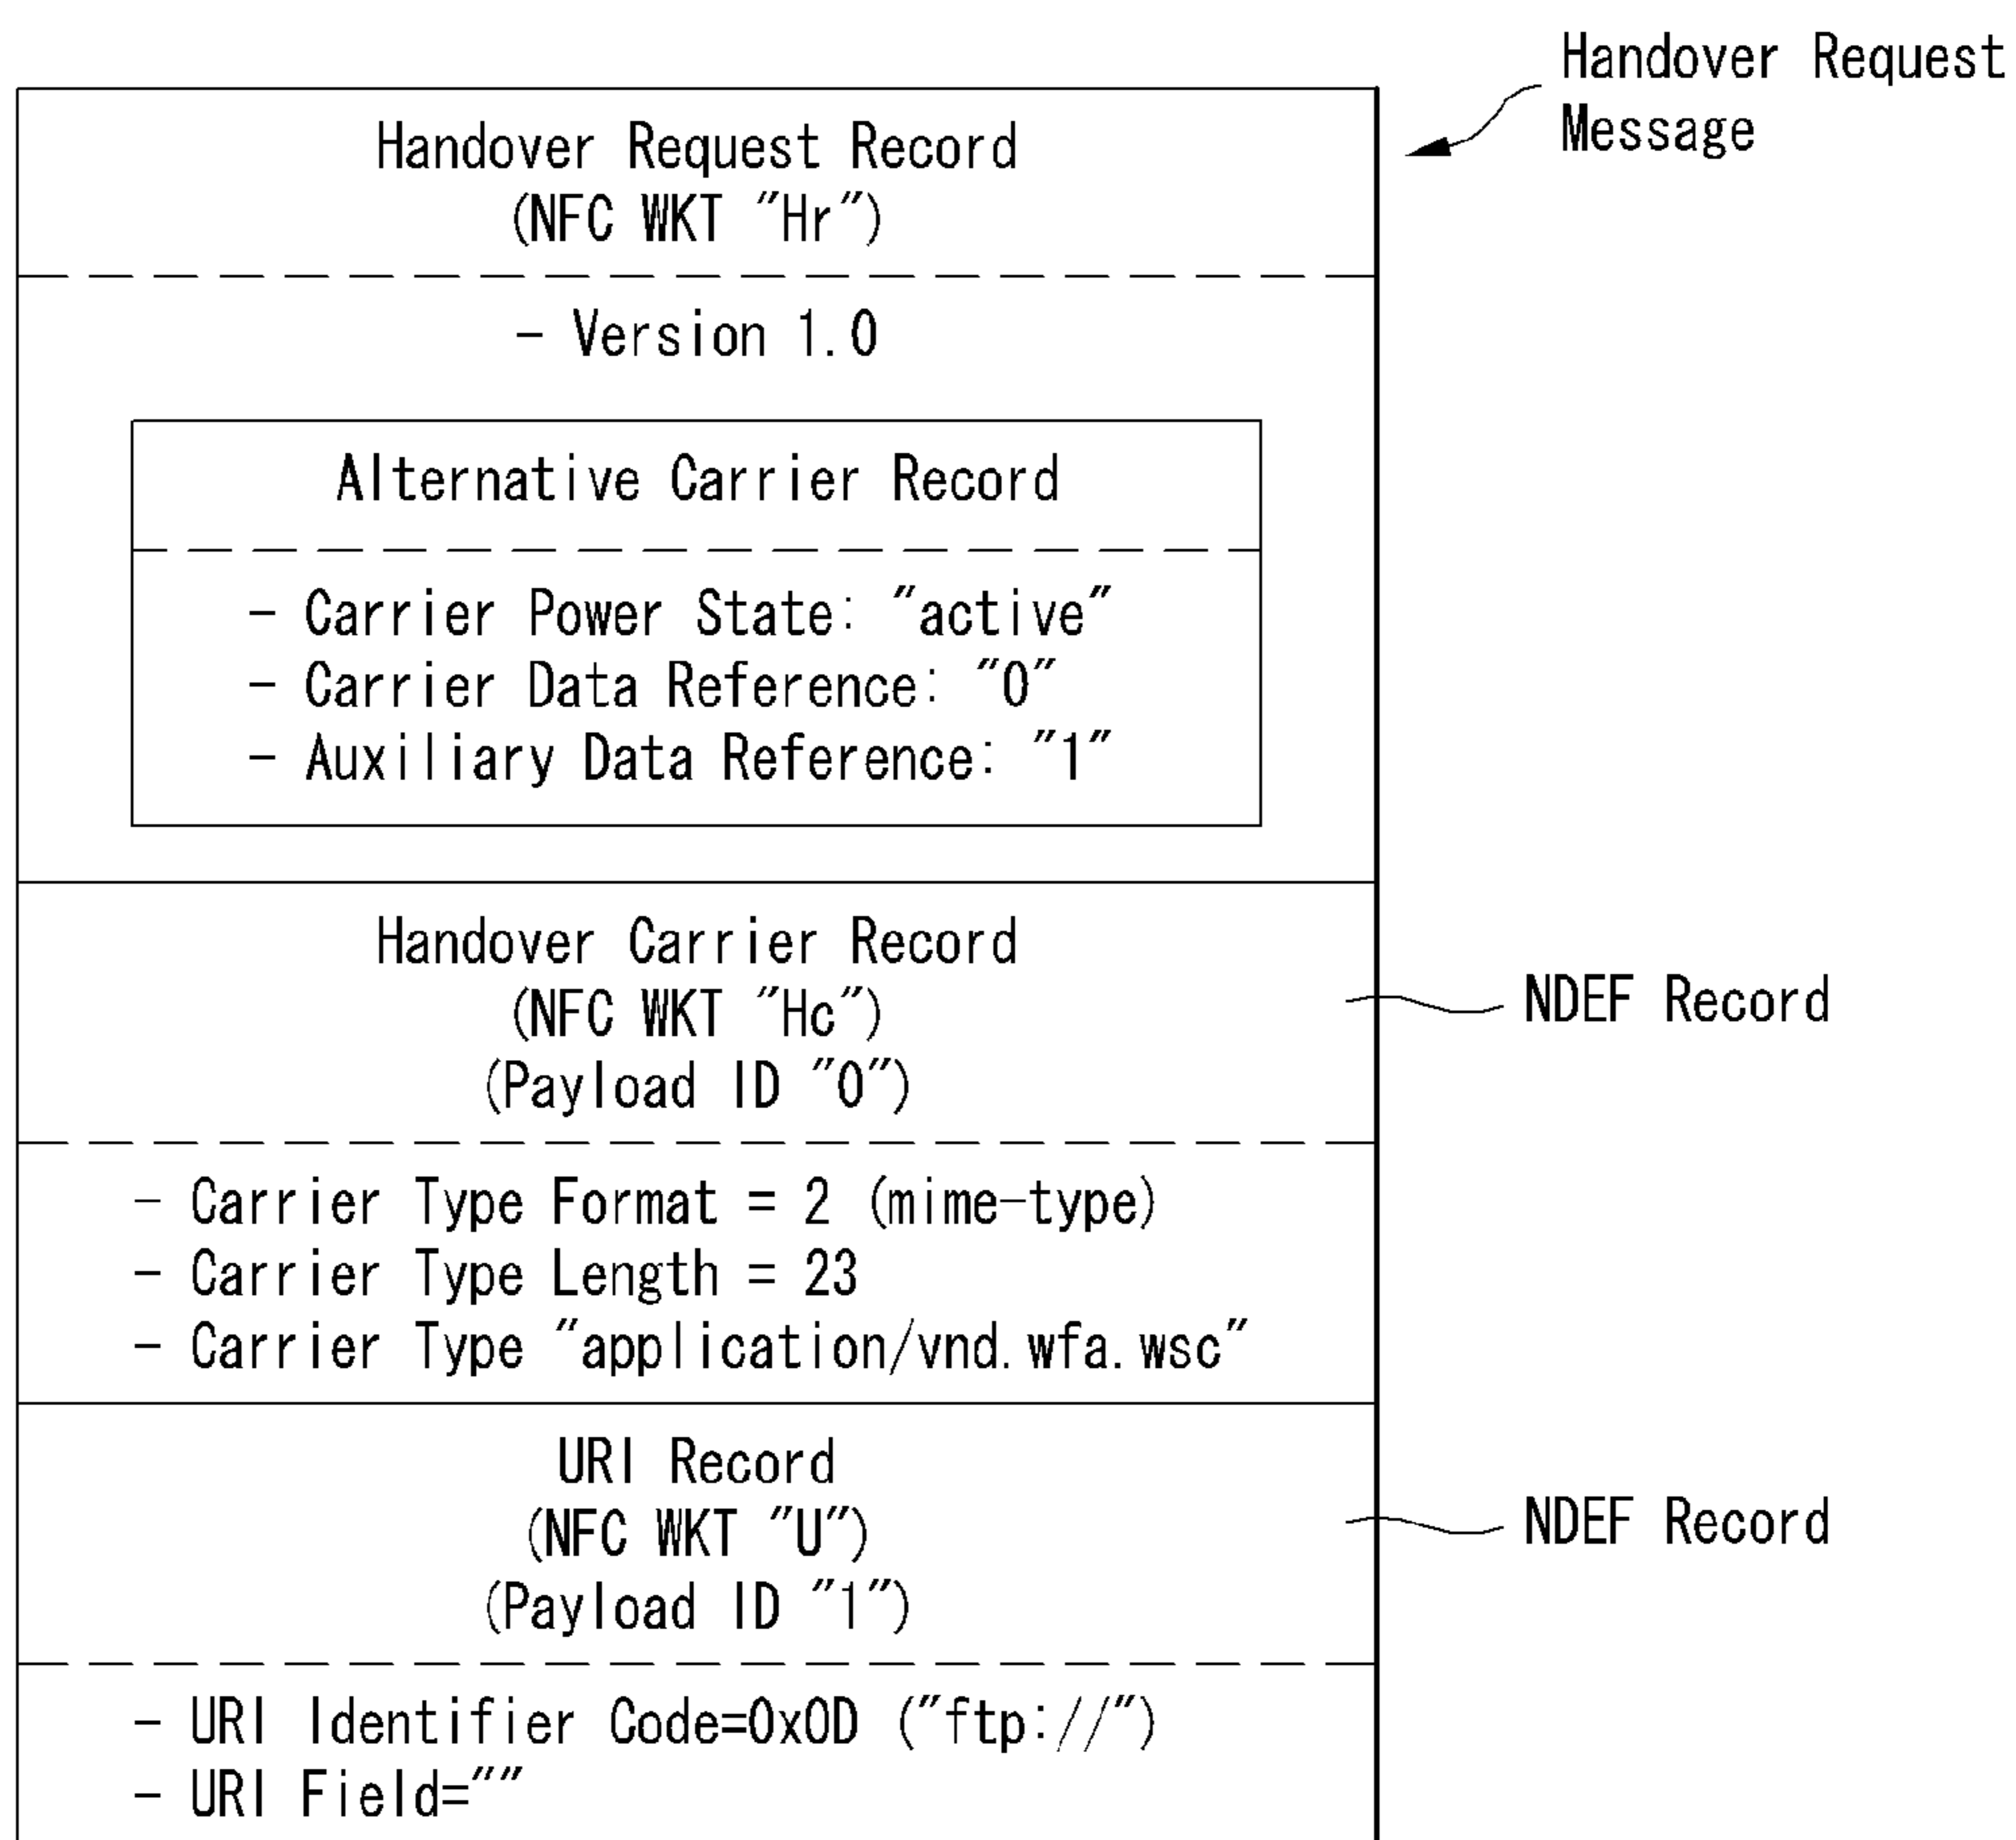 Handover Request
Message
Handover Request Record
(NFC WKT "Hr")
- Version 1.0
Alternative Carrier Record
- Carrier Power State: "active"
- Carrier Data Reference: "0"
- Auxiliary Data Reference: "1"
Handover Carrier Record
(NFC WKT "Hc")
(Payload ID "0")
NDEF Record
- Carrier Type Format = 2 (mime-type)
- Carrier Type Length = 23
- Carrier Type "application/vnd.wfa.wsc"
URI Record
(NFC WKT "U")
(Payload ID "1")
NDEF Record
- URI Identifier Code=0x0D ("ftp://")
- URI Field=""